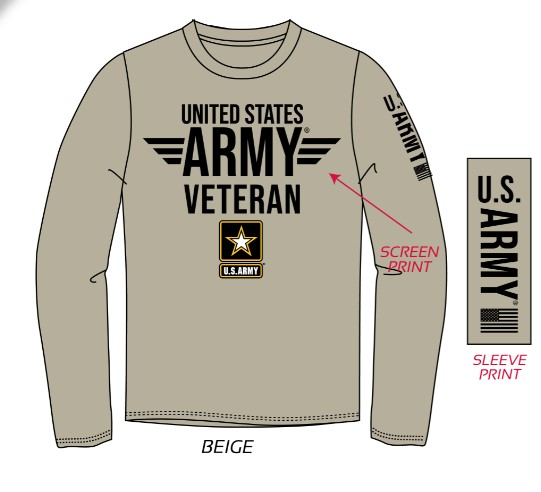 UNITED STATES
ARMY®
VETERAN
U.S. ARMY
U.S.
ARMY
SCREEN
PRINT
U.S.
ARMY®
SLEEVE
PRINT
BEIGE